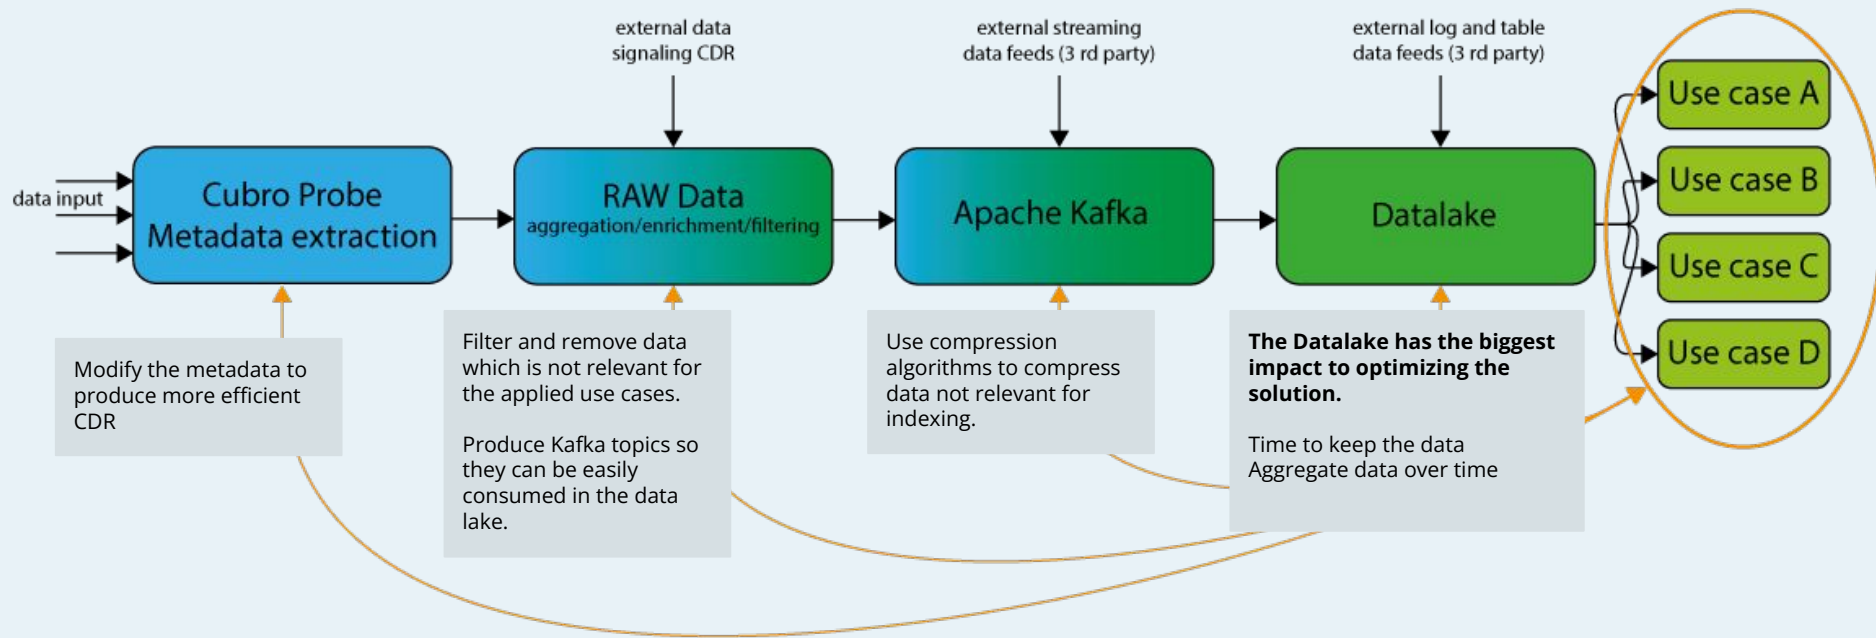 external data
signaling CDR
external streaming
data feeds (3 rd party)
external log and table
data feeds (3 rd party)
data input
Cubro Probe
Metadata extraction
RAW Data
aggregation/enrichment/filtering
Apache Kafka
Datalake
Use case A
Use case B
Use case C
Use case D
Modify the metadata to
produce more efficient
CDR
Filter and remove data
which is not relevant for
the applied use cases.
Produce Kafka topics so
they can be easily
consumed in the data
lake.
Use compression
algorithms to compress
data not relevant for
indexing.
The Datalake has the biggest
impact to optimizing the
solution.
Time to keep the data
Aggregate data over time